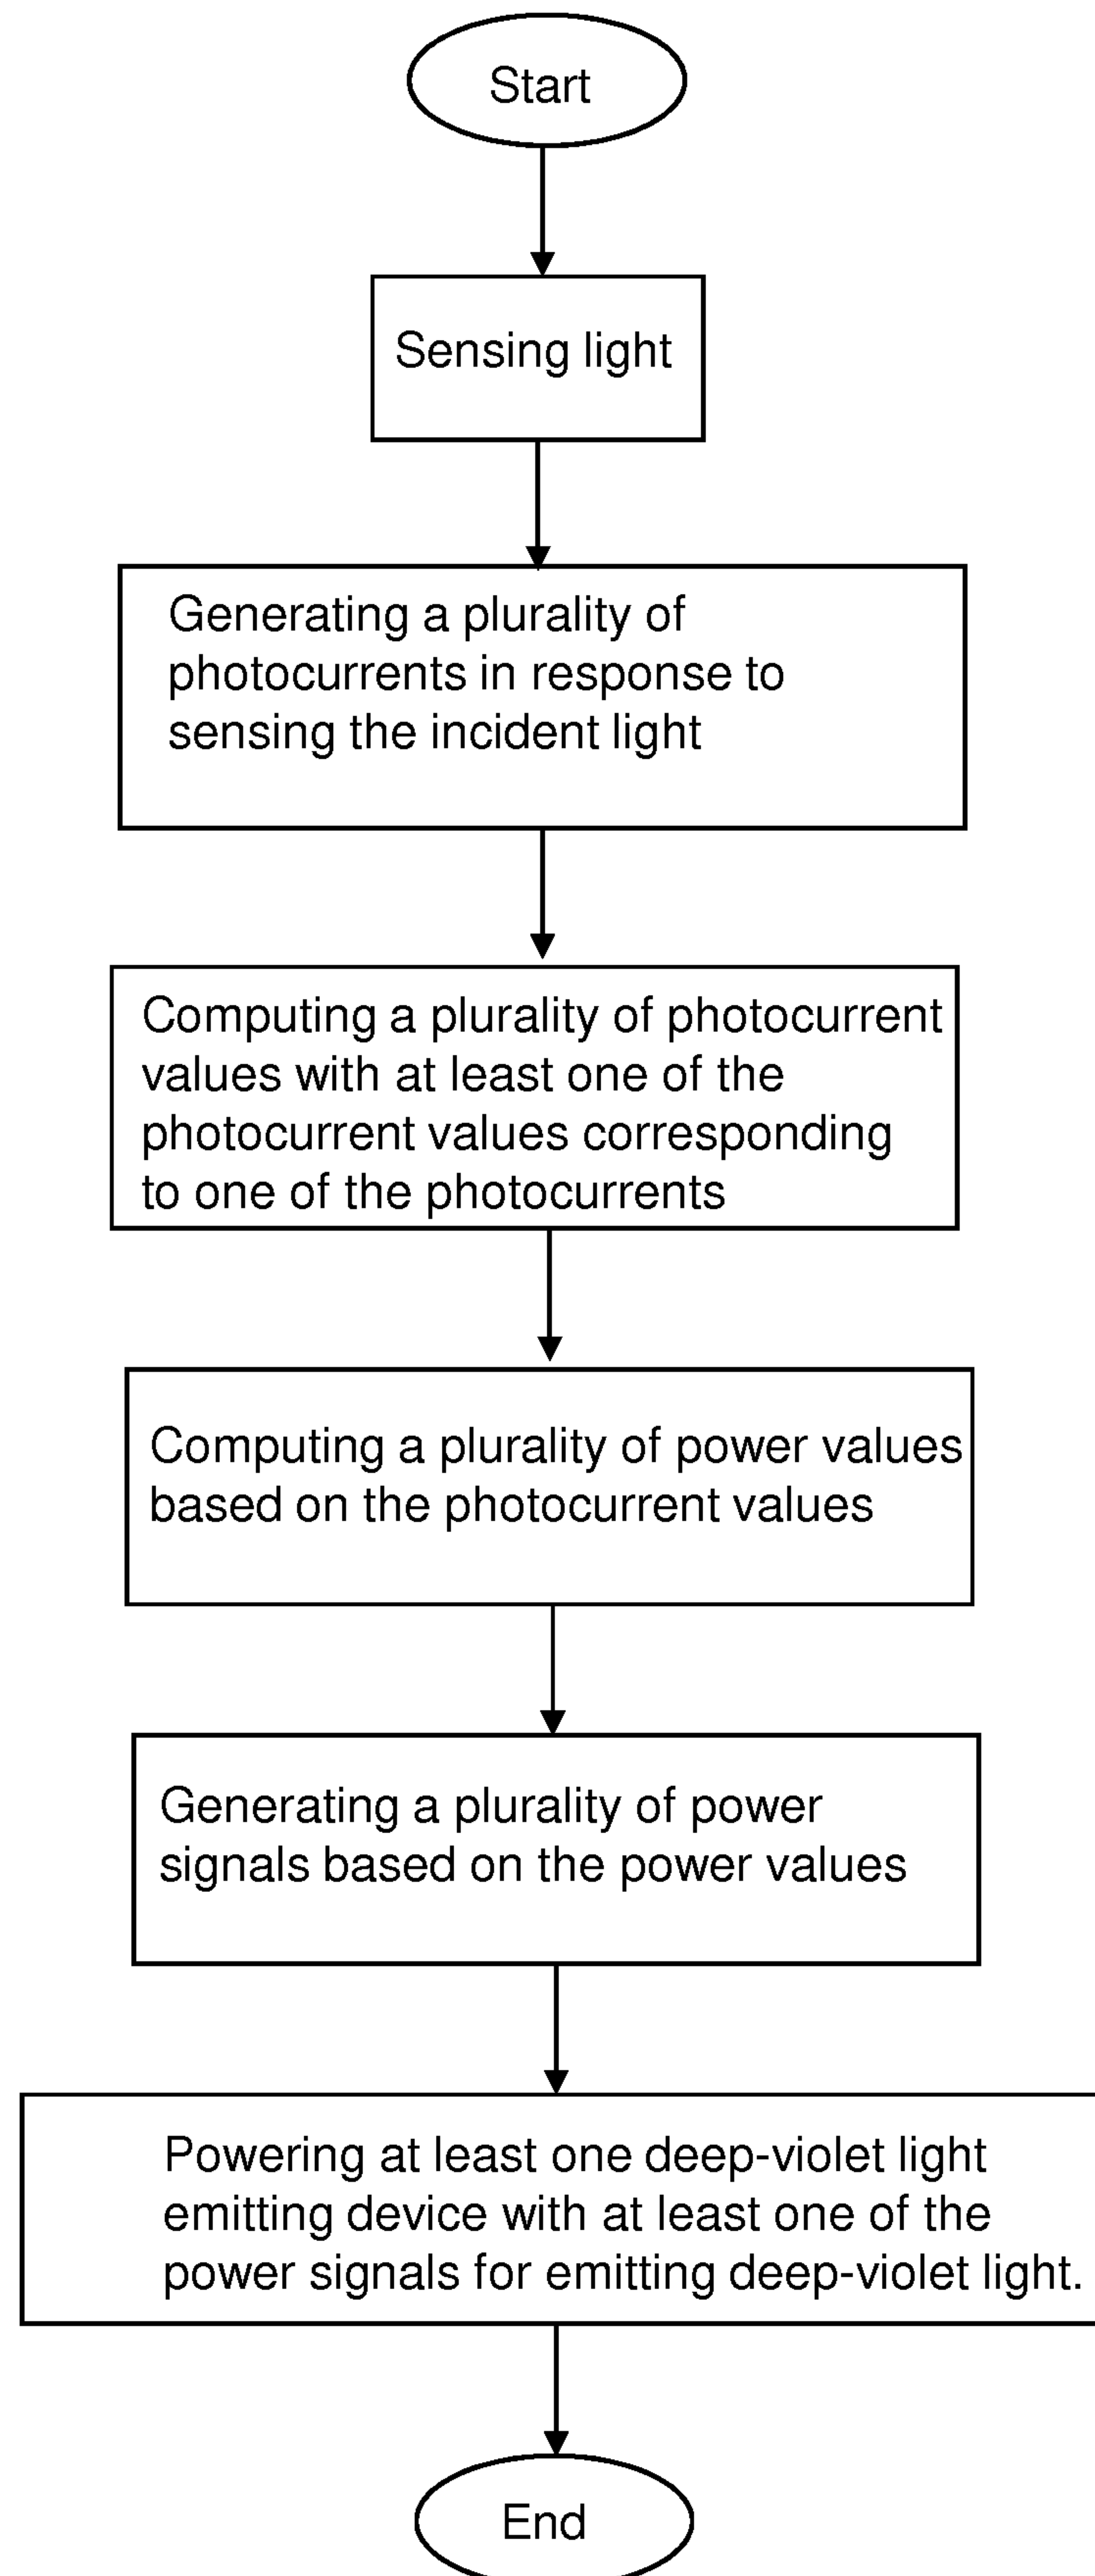 Start
Sensing light
Generating a plurality of
photocurrents in response to
sensing the incident light
Computing a plurality of photocurrent
values with at least one of the
photocurrent values corresponding
to one of the photocurrents
Computing a plurality of power values
based on the photocurrent values
Generating a plurality of power
signals based on the power values
Powering at least one deep-violet light
emitting device with at least one of the
power signals for emitting deep-violet light.
End